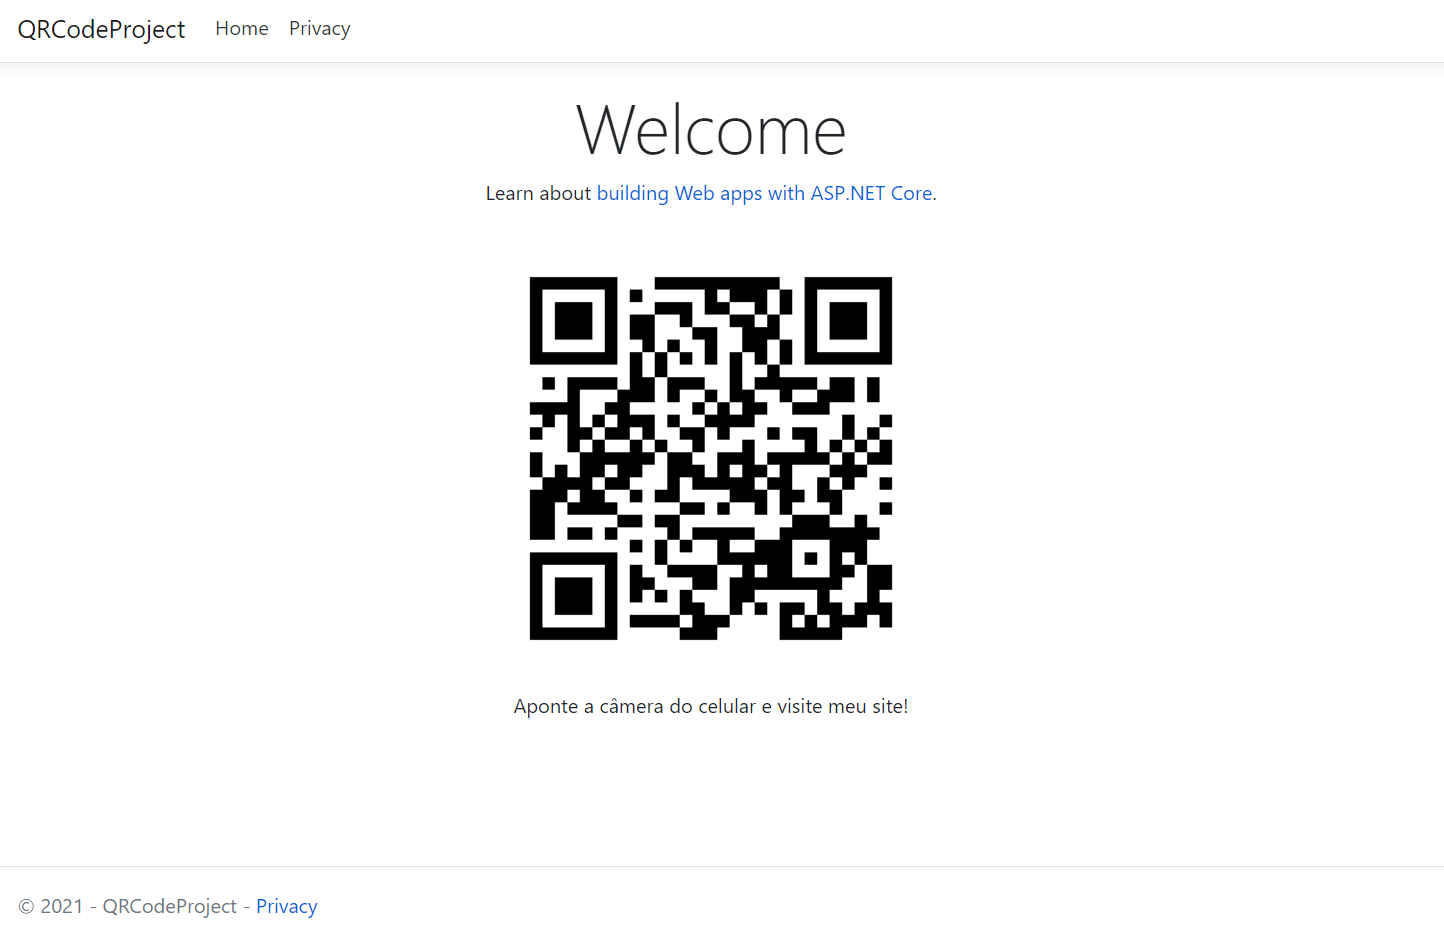 QRCodeProject Home Privacy
Welcome
Learn about building Web apps with ASP.NET Core.
Aponte a câmera do celular e visite meu site!
© 2021 - QRCodeProject - Privacy